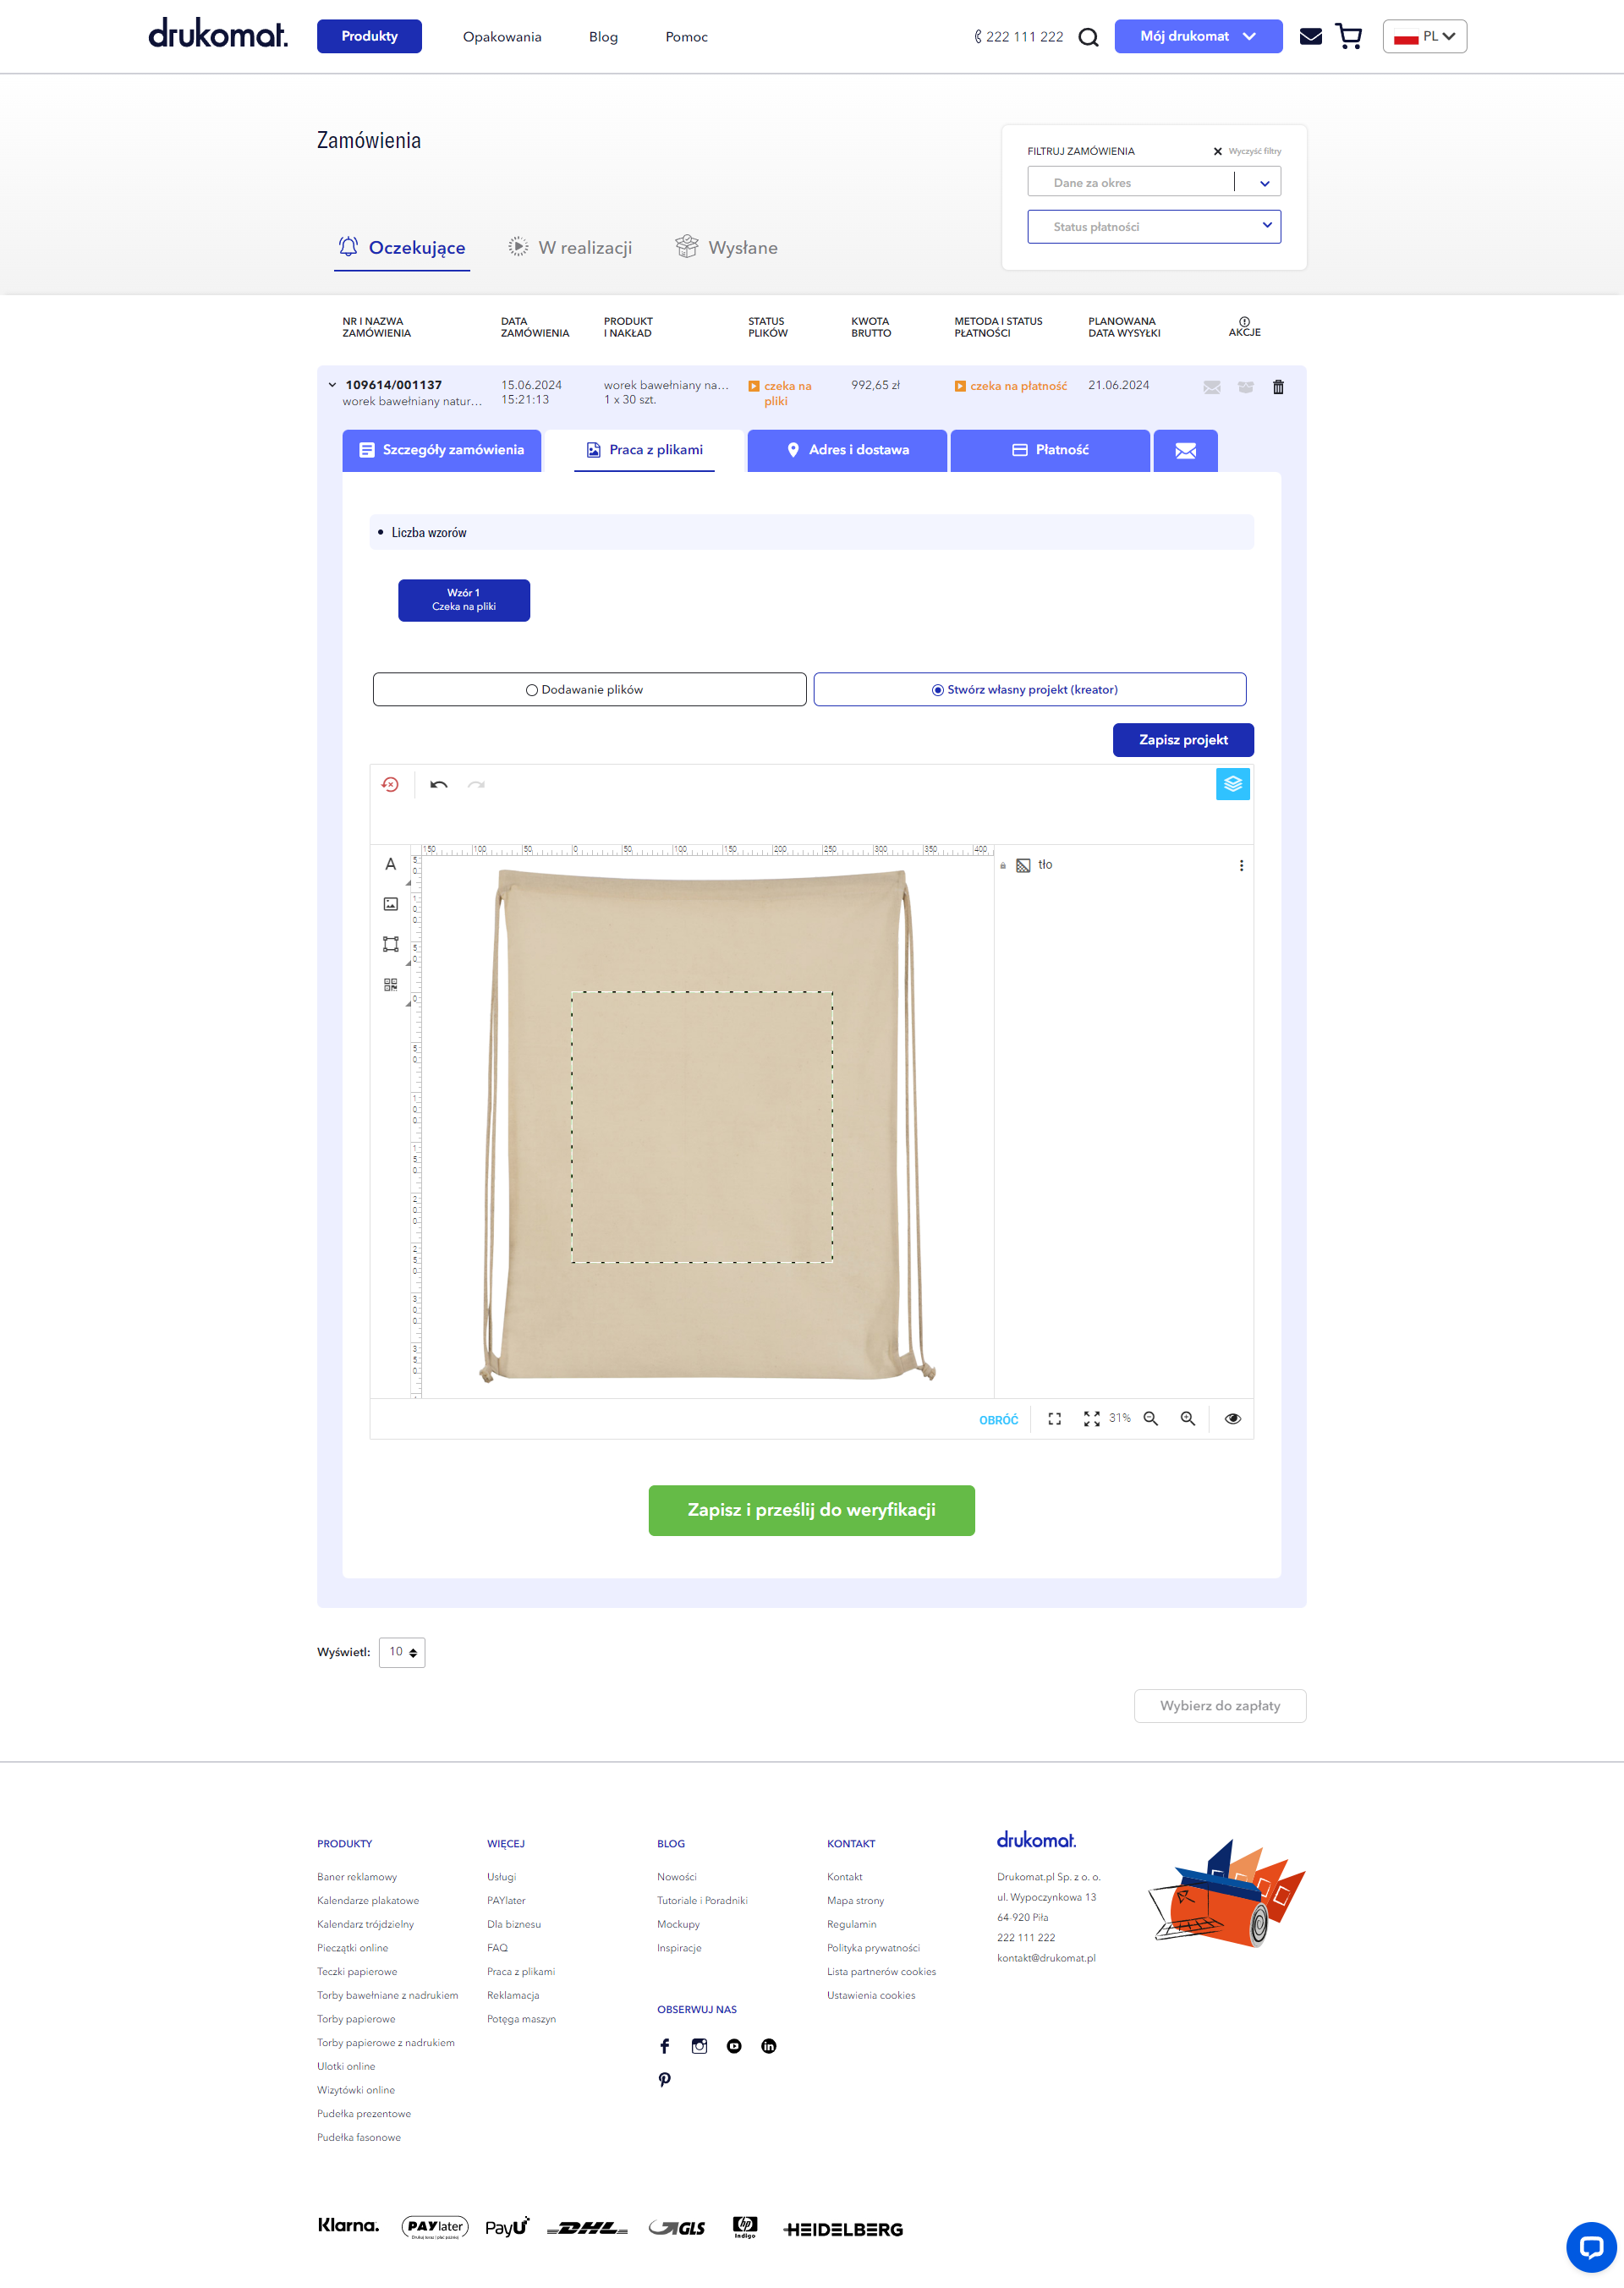 drukomat.
Produkty
Opakowania
Blog
Pomoc
222 111 222
Mój drukomat
PL
Zamówienia
FILTRUJ ZAMÓWIENIA
Wyczyść filtry
Dane za okres
Status płatności
Oczekujące
W realizacji
Wysłane
NR I NAZWA
ZAMÓWIENIA
DATA
ZAMÓWIENIA
PRODUKT
I NAKŁAD
STATUS
PLIKÓW
KWOTA
BRUTTO
METODA I STATUS
PŁATNOŚCI
PLANOWANA
DATA WYSYŁKI
AKCJE
109614/001137
worek bawełniany natur...
15.06.2024
15:21:13
worek bawełniany na...
1 x 30 szt.
czeka na
pliki
992,65 zł
czeka na płatność
21.06.2024
Szczegóły zamówienia
Praca z plikami
Adres i dostawa
Płatność
• Liczba wzorów
Wzór 1
Czeka na pliki
Dodawanie plików
Stwórz własny projekt (kreator)
Zapisz projekt
150 100 50 0 50 100 150 200 250 300 350 400
A
tło
OBRÓĆ
31%
Zapisz i prześlij do weryfikacji
Wyświetl:
10
Wybierz do zapłaty
PRODUKTY
Baner reklamowy
Kalendarze plakatowe
Kalendarz trójdzielny
Pieczątki online
Teczki papierowe
Torby bawełniane z nadrukiem
Torby papierowe
Torby papierowe z nadrukiem
Ulotki online
Wizytówki online
Pudełka prezentowe
Pudełka fasonowe
WIĘCEJ
Usługi
PAYlater
Dla biznesu
FAQ
Praca z plikami
Reklamacja
Potęga maszyn
BLOG
Nowości
Tutoriale i Poradniki
Mockupy
Inspiracje
OBSERWUJ NAS
KONTAKT
Kontakt
Mapa strony
Regulamin
Polityka prywatności
Lista partnerów cookies
Ustawienia cookies
drukomat.
Drukomat.pl Sp. z o. o.
ul. Wypoczynkowa 13
64-920 Piła
222 111 222
kontakt@drukomat.pl
Klarna.
PAYlater
PayU
DHL
GLS
hp
indigo
HEIDELBERG